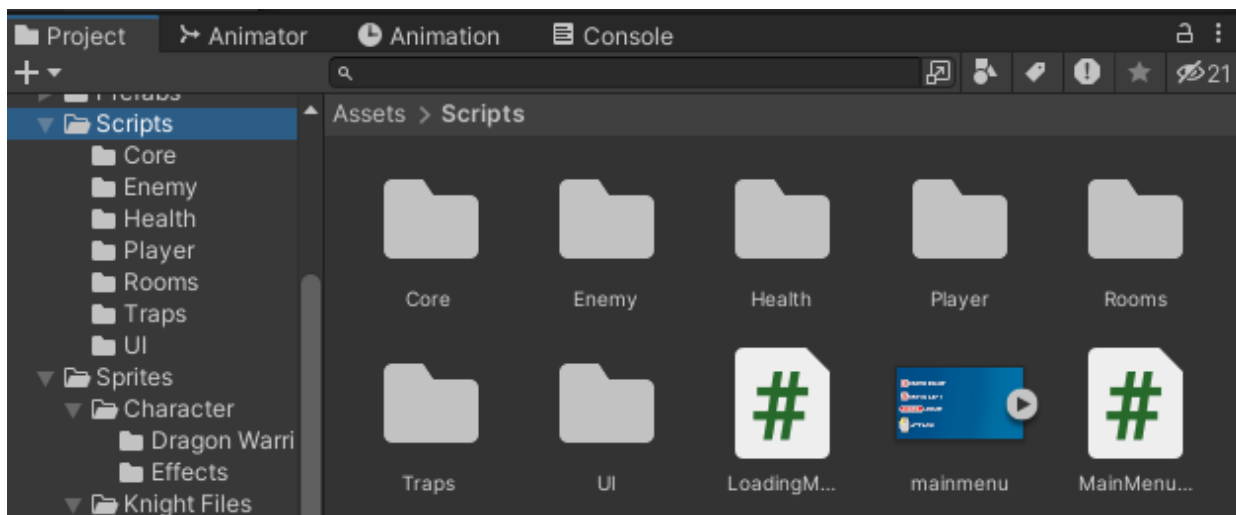 Project Animator Animation Console
21
Prefabs
Assets > Scripts
Scripts
Core
Enemy
Health
Player
Rooms
Traps
UI
Sprites
Character
Dragon Warri
Effects
Knight Files
Core Enemy Health Player Rooms
Traps UI LoadingM... mainmenu MainMenu...